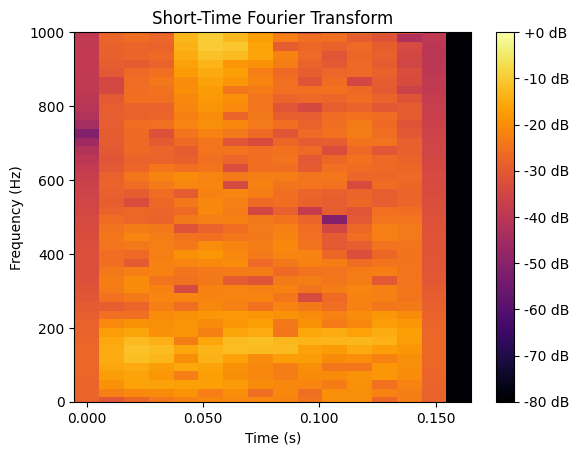 Short-Time Fourier Transform
1000
800
600
400
200
0
Frequency (Hz)
0.000
0.050
0.100
0.150
Time (s)
+0 dB
-10 dB
-20 dB
-30 dB
-40 dB
-50 dB
-60 dB
-70 dB
-80 dB